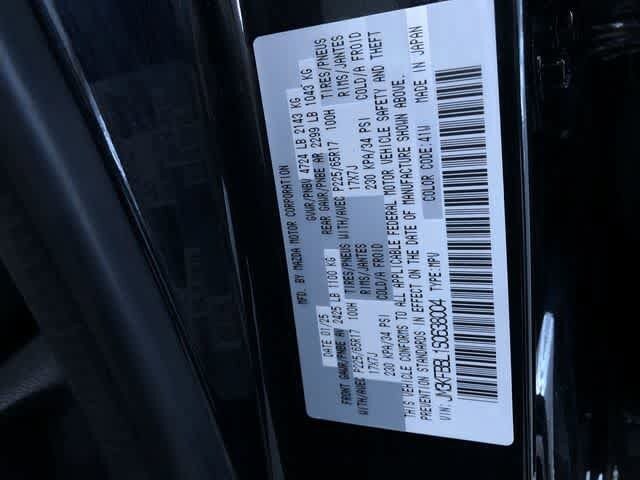 MFD. BY MAZDA MOTOR CORPORATION
DATE 01/25 GVWR/PNBV 4724 LB 2143 KG
FRONT GAWR/PNBE AV 2425 LB 1100 KG REAR GAWR/PNBE AR 2299 LB 1043 KG
WITH/AVEC P225/65R17 100H TIRES/PNEUS WITH/AVEC P225/65R17 100H TIRES/PNEUS
17X7J RIMS/JANTES 17X7J RIMS/JANTES
230 KPA/34 PSI COLD/A FROID 230 KPA/34 PSI COLD/A FROID
THIS VEHICLE CONFORMS TO ALL APPLICABLE FEDERAL MOTOR VEHICLE SAFETY AND THEFT
PREVENTION STANDARDS IN EFFECT ON THE DATE OF MANUFACTURE SHOWN ABOVE.
VIN: TYPE:MPV COLOR CODE:41W MADE IN JAPAN